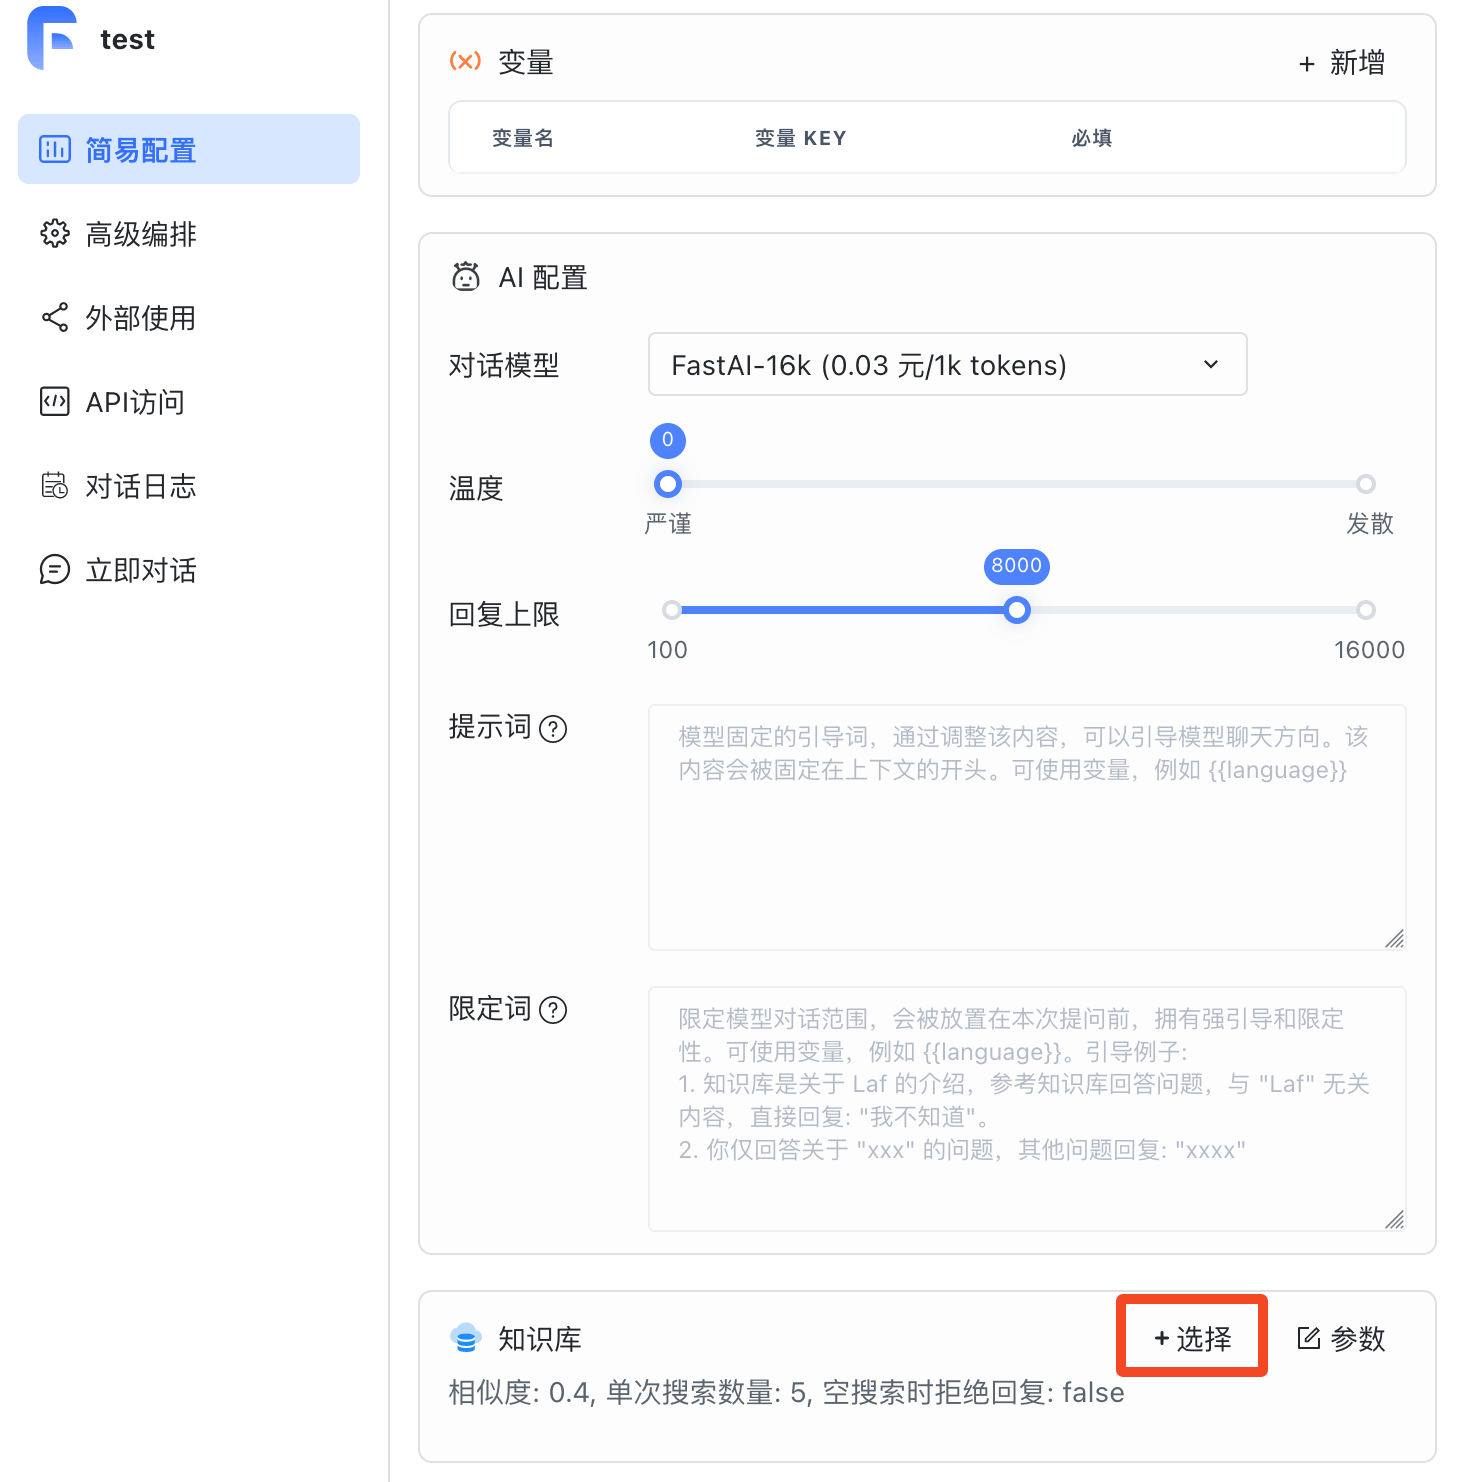 test
简易配置
高级编排
外部使用
API访问
对话日志
立即对话
变量
+ 新增
变量名 变量 KEY 必填
AI 配置
对话模型 FastAI-16k (0.03 元/1k tokens)
0
温度
严谨 发散
8000
回复上限
100 16000
提示词
模型固定的引导词，通过调整该内容，可以引导模型聊天方向。该
内容会被固定在上下文的开头。可使用变量，例如 {{language}}
限定词
限定模型对话范围，会被放置在本次提问前，拥有强引导和限定
性。可使用变量，例如 {{language}}。引导例子:
1. 知识库是关于 Laf 的介绍，参考知识库回答问题，与 "Laf" 无关
内容，直接回复: "我不知道"。
2. 你仅回答关于 "xxx" 的问题，其他问题回复: "xxxx"
知识库 +选择 参数
相似度: 0.4, 单次搜索数量: 5, 空搜索时拒绝回复: false